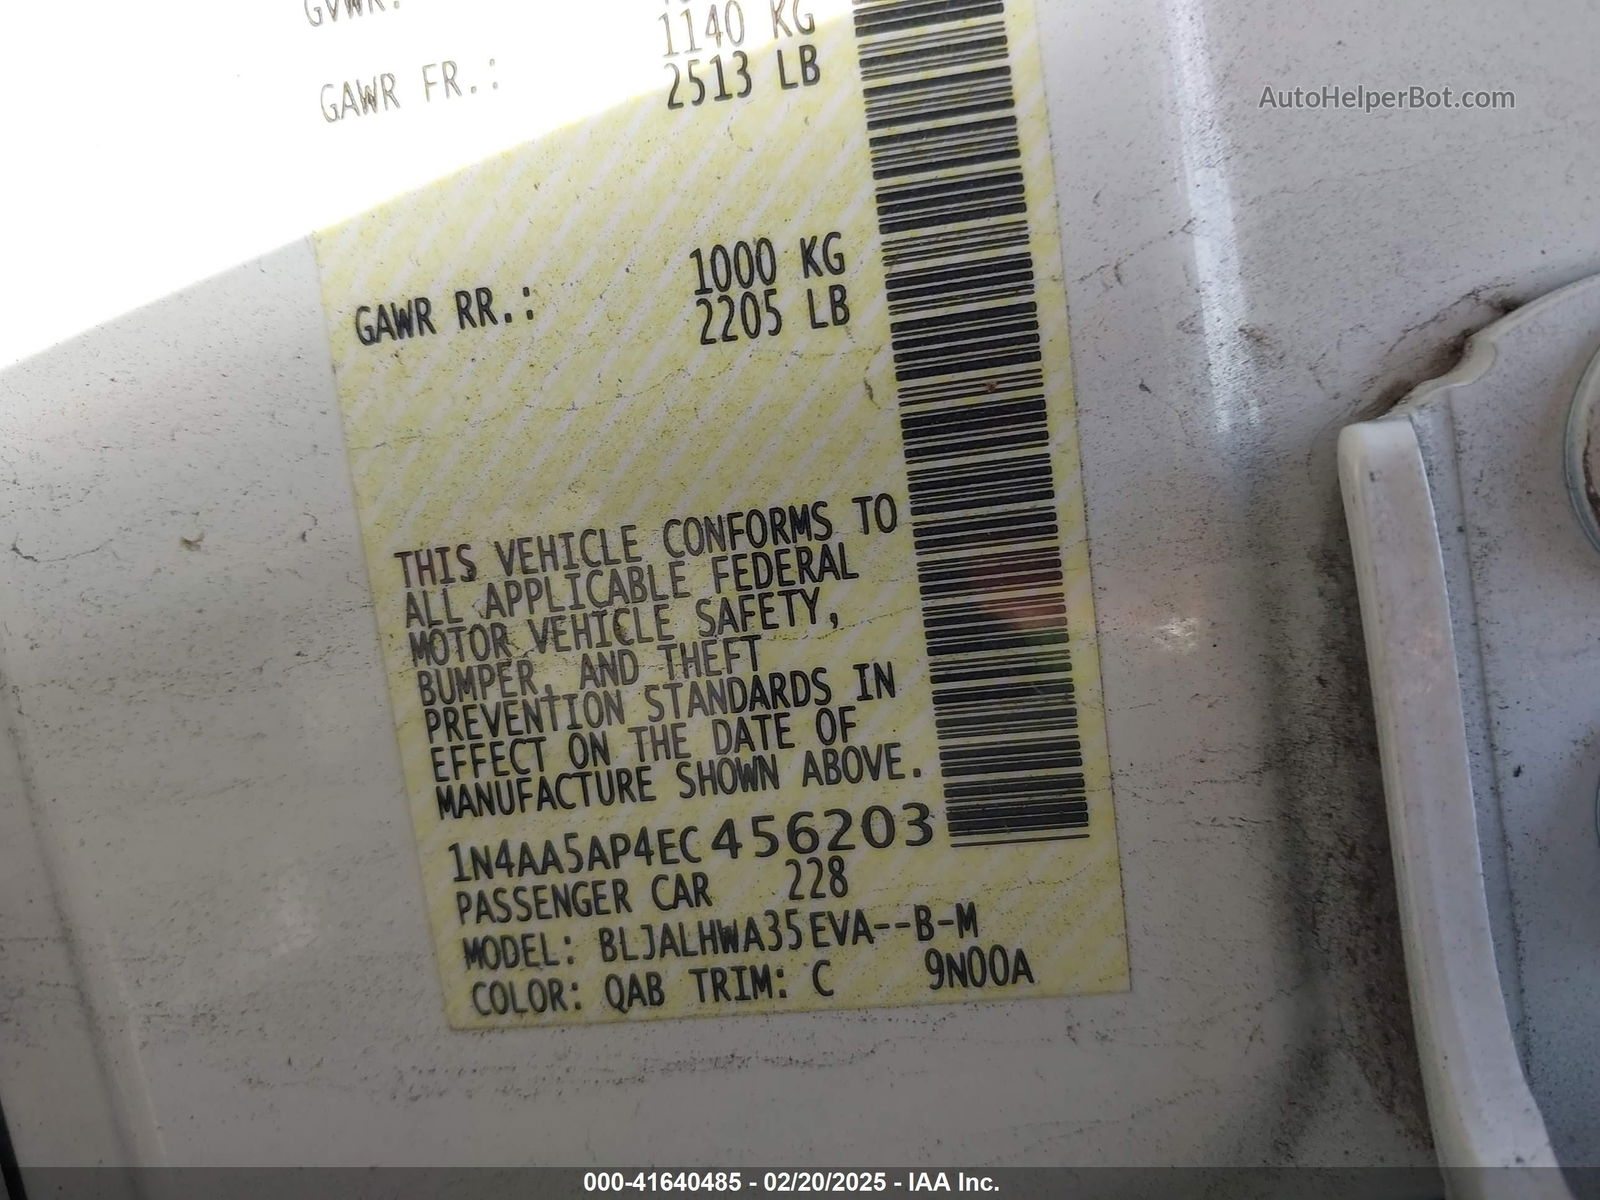 GVWR:
1140 KG
GAWR FR.: 2513 LB
1000 KG
GAWR RR.: 2205 LB
THIS VEHICLE CONFORMS TO
ALL APPLICABLE FEDERAL
MOTOR VEHICLE SAFETY,
BUMPER, AND THEFT
PREVENTION STANDARDS IN
EFFECT ON THE DATE OF
MANUFACTURE SHOWN ABOVE.
1N4AA5AP4EC456203
PASSENGER CAR 228
MODEL: BLJALHWA35EVA--B-M
COLOR: QAB TRIM: C 9N00A
AutoHelperBot.com
000-41640485 - 02/20/2025 - IAA Inc.